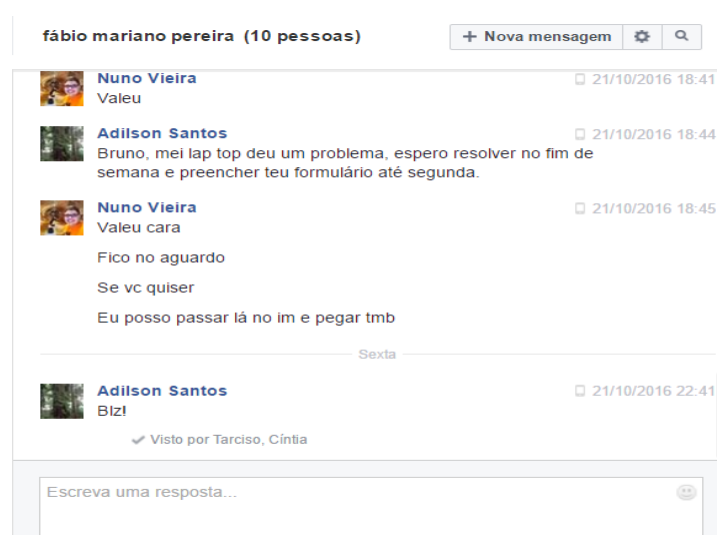 fábio mariano pereira (10 pessoas)
+ Nova mensagem
Nuno Vieira 21/10/2016 18:41
Valeu
Adilson Santos 21/10/2016 18:44
Bruno, mei lap top deu um problema, espero resolver no fim de
semana e preencher teu formulário até segunda.
Nuno Vieira 21/10/2016 18:45
Valeu cara
Fico no aguardo
Se vc quiser
Eu posso passar lá no im e pegar tmb
Sexta
Adilson Santos 21/10/2016 22:41
Blz!
Visto por Tarciso, Cíntia
Escreva uma resposta...